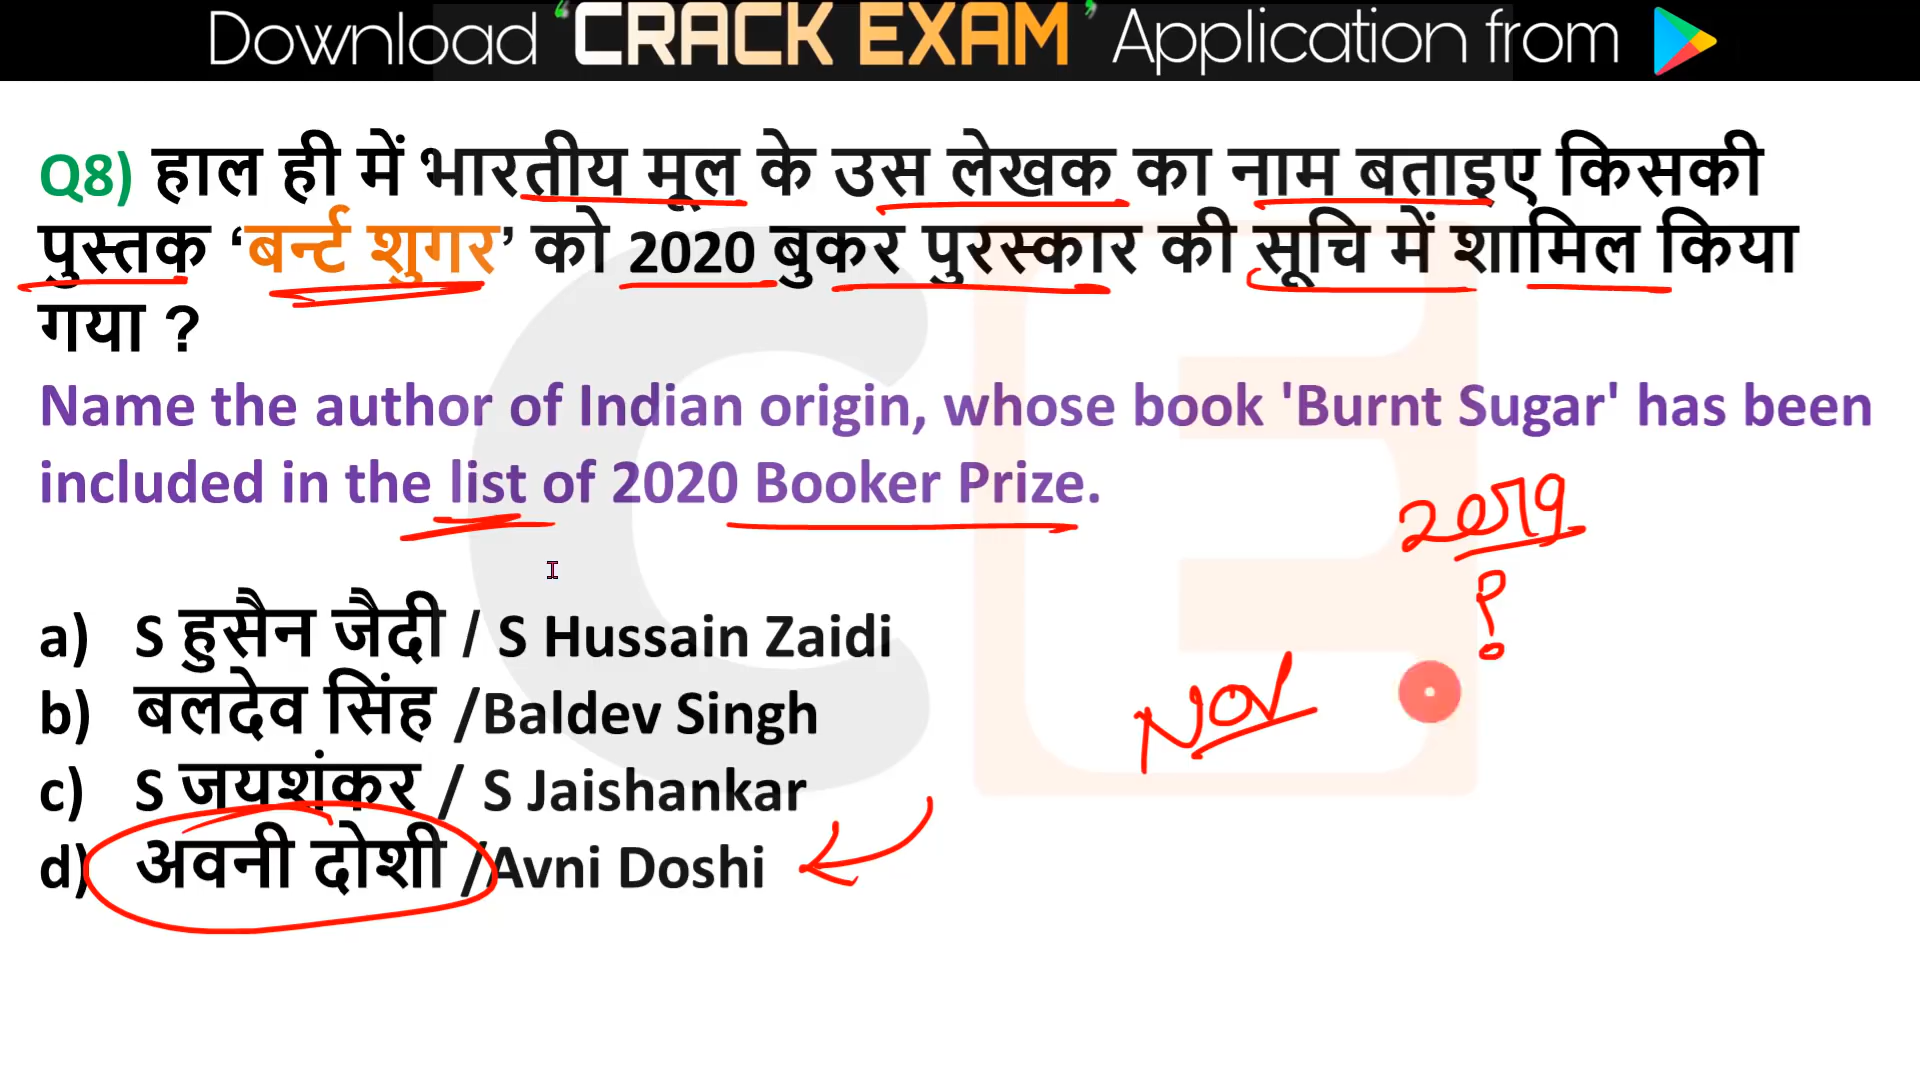 Download ‘CRACK EXAM’ Application from
Q8) हाल ही में भारतीय मूल के उस लेखक का नाम बताइए किसकी
पुस्तक ‘बर्न्ट शुगर’ को 2020 बुकर पुरस्कार की सूचि में शामिल किया
गया ?
Name the author of Indian origin, whose book 'Burnt Sugar' has been
included in the list of 2020 Booker Prize.
2019
?
a) S हुसैन जैदी / S Hussain Zaidi
b) बलदेव सिंह /Baldev Singh
Nov
c) S जयशंकर / S Jaishankar
d) अवनी दोशी /Avni Doshi
CE